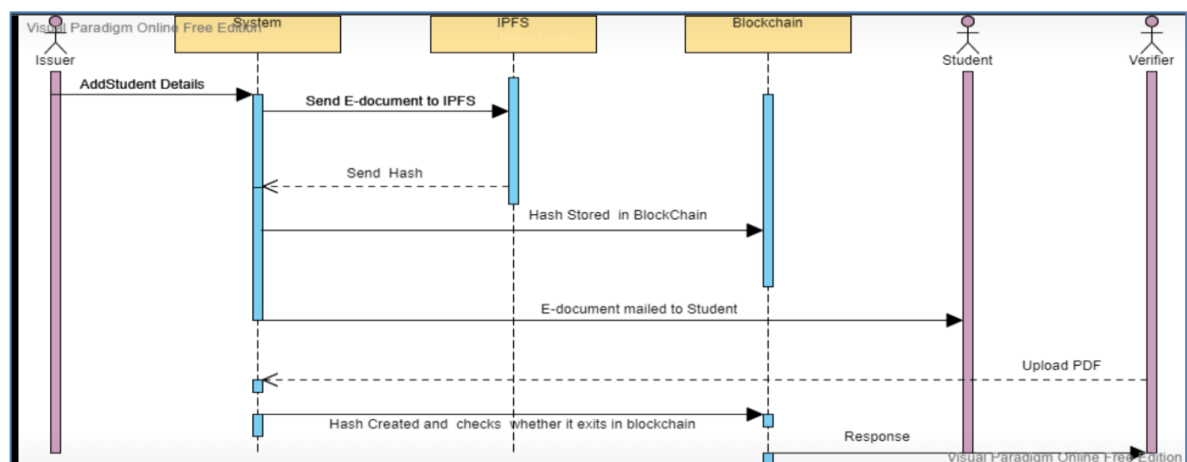 Visual Paradigm Online Free Edition
System
IPFS
Blockchain
Issuer
Student
Verifier
AddStudent Details
Send E-document to IPFS
Send Hash
Hash Stored in BlockChain
E-document mailed to Student
Upload PDF
Hash Created and checks whether it exits in blockchain
Response
Visual Paradigm Online Free Edition